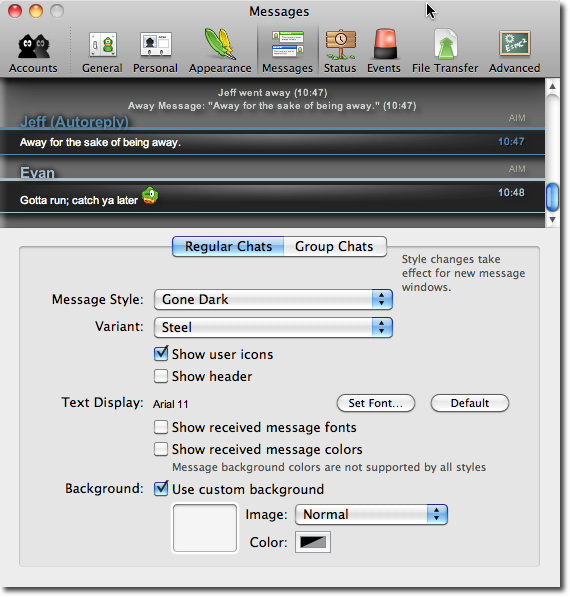 Messages
Accounts General Personal Appearance Messages Status Events File Transfer Advanced
Jeff went away (10:47)
Away Message: "Away for the sake of being away." (10:47)
Jeff (Autoreply) AIM
Away for the sake of being away. 10:47
Evan AIM
Gotta run; catch ya later 10:48
Regular Chats Group Chats
Style changes take
effect for new message
windows.
Message Style: Gone Dark
Variant: Steel
Show user icons
Show header
Text Display: Arial 11 Set Font... Default
Show received message fonts
Show received message colors
Message background colors are not supported by all styles
Background: Use custom background
Image: Normal
Color: